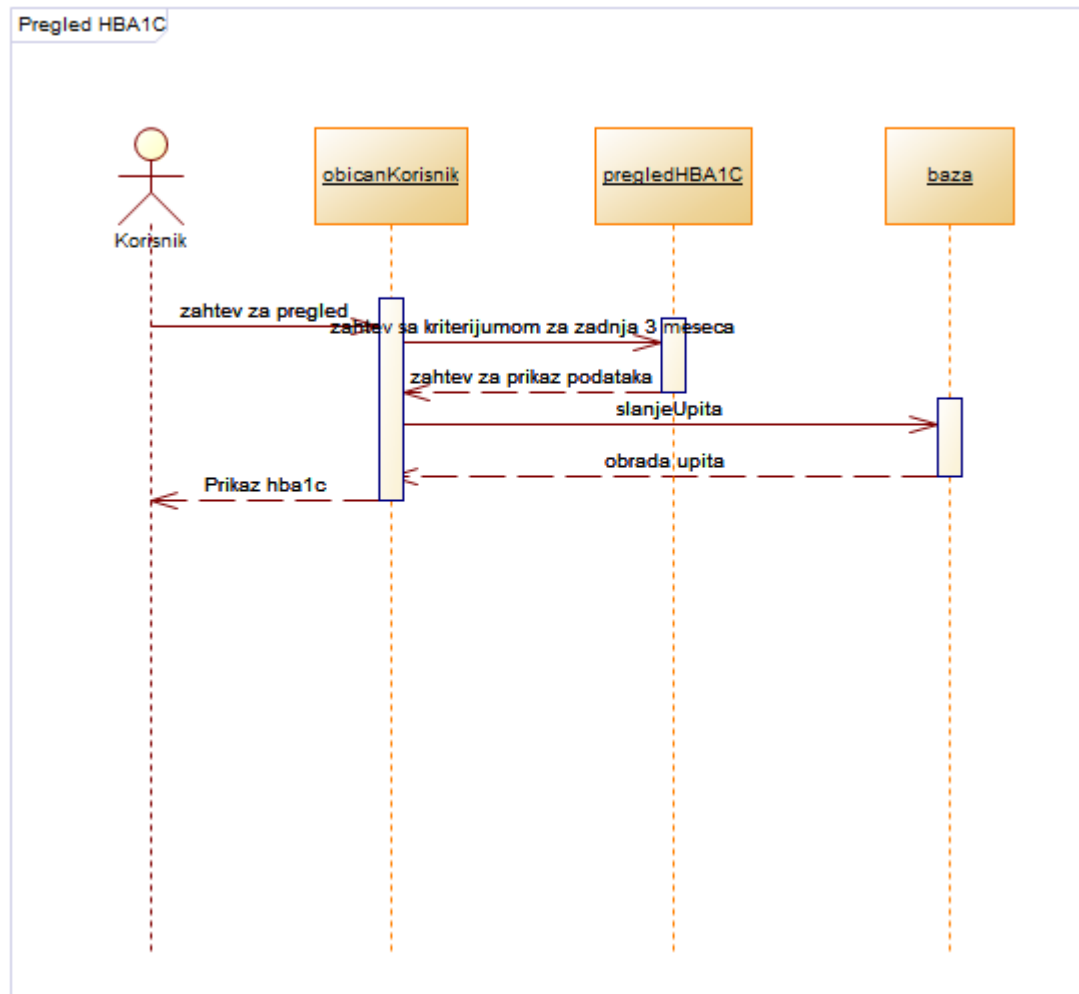 Pregled HBA1C
obicanKorisnik
pregledHBA1C
baza
Korisnik
zahtev za pregled
zahtev sa kriterijumom za zadnja 3 meseca
zahtev za prikaz podataka
slanjeUpita
obrada upita
Prikaz hba1c